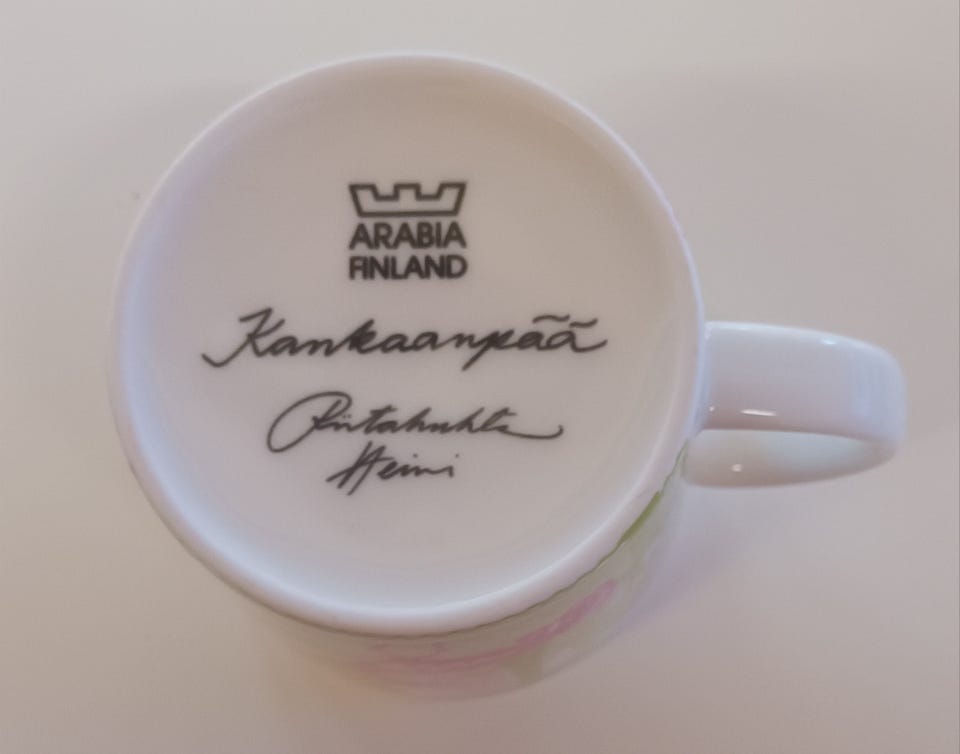 ARABIA
FINLAND
Kankaanpää
Riitahuhta
Heini